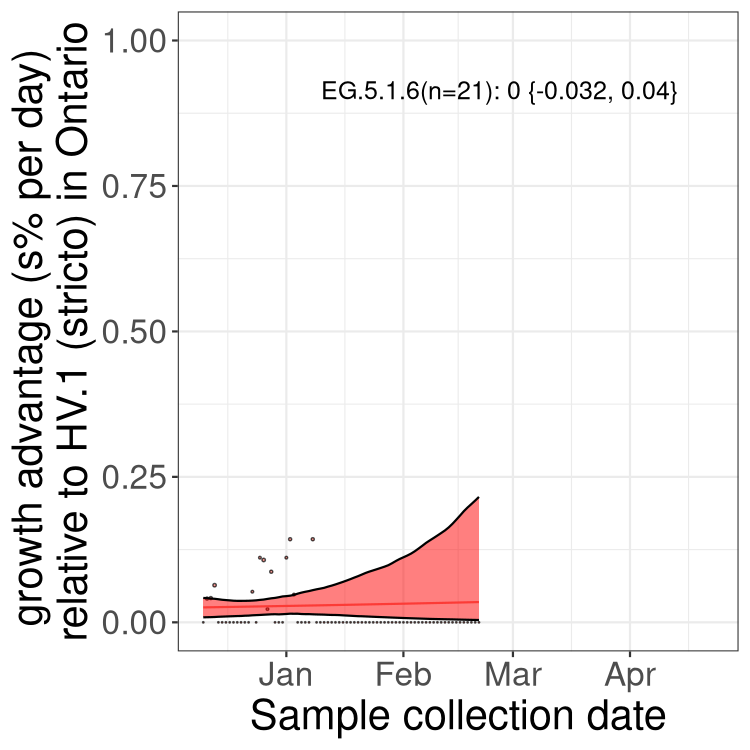 growth advantage (s% per day)
relative to HV.1 (stricto) in Ontario
1.00
0.75
0.50
0.25
0.00
EG.5.1.6(n=21): 0 {-0.032, 0.04}
Jan Feb Mar Apr
Sample collection date